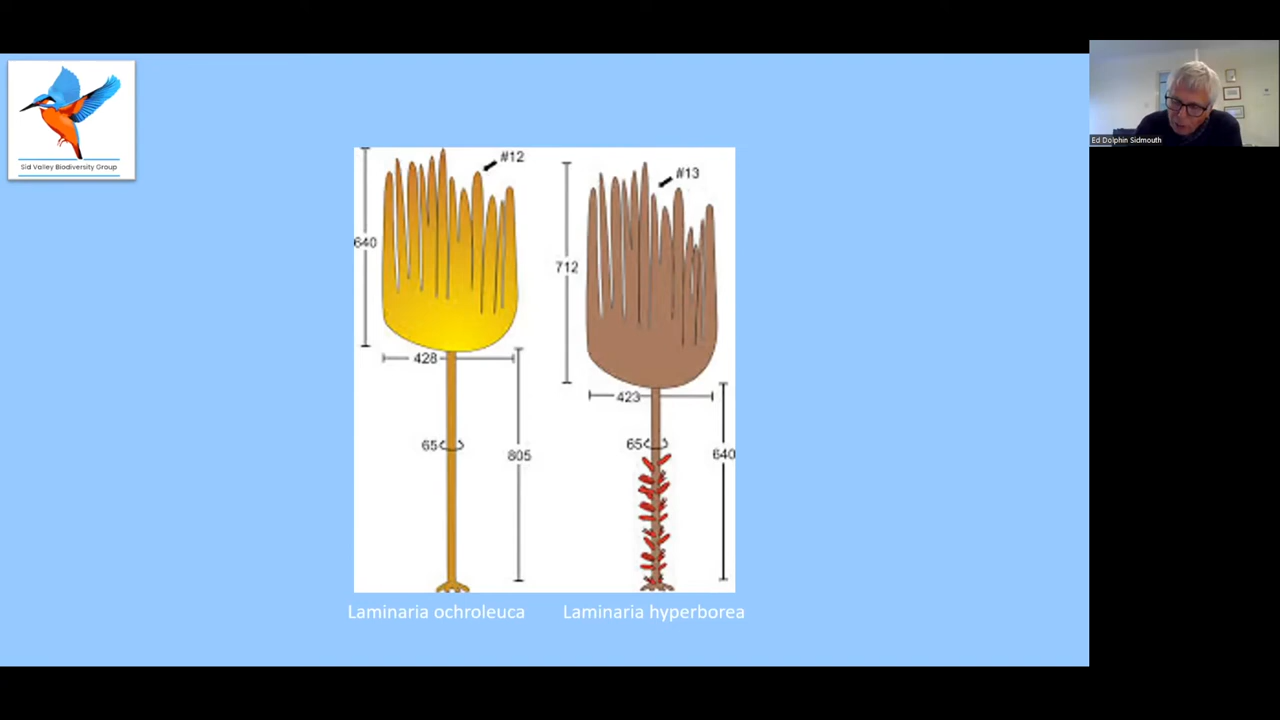 Sid Valley Biodiversity Group
#12
640
428
65
805
#13
712
423
65
640
Laminaria ochroleuca
Laminaria hyperborea
Ed Dolphin Sidmouth